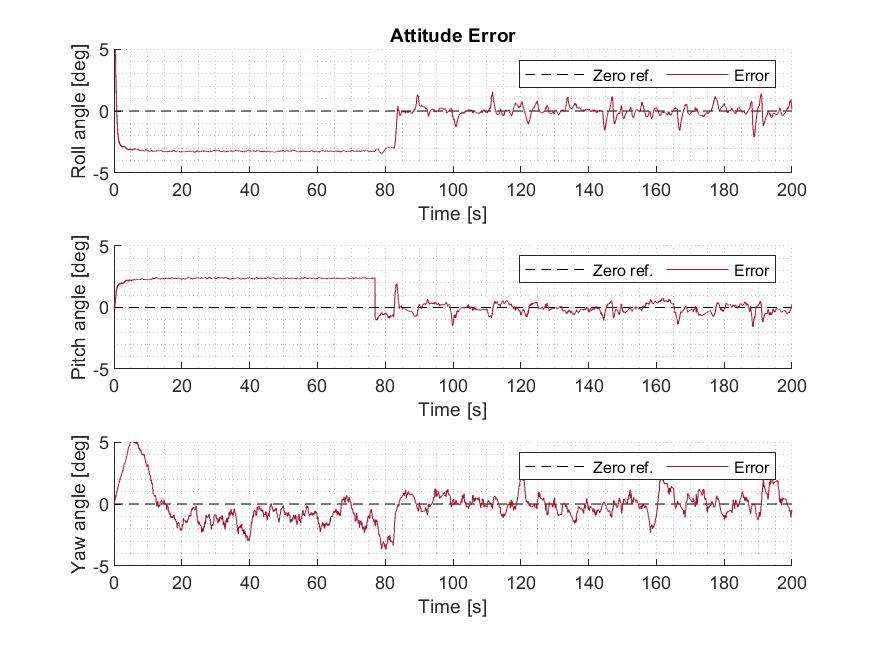 Attitude Error
Roll angle [deg]
5
0
-5
Zero ref. Error
0 20 40 60 80 100 120 140 160 180 200
Time [s]
Pitch angle [deg]
5
0
-5
Zero ref. Error
0 20 40 60 80 100 120 140 160 180 200
Time [s]
Yaw angle [deg]
5
0
-5
Zero ref. Error
0 20 40 60 80 100 120 140 160 180 200
Time [s]